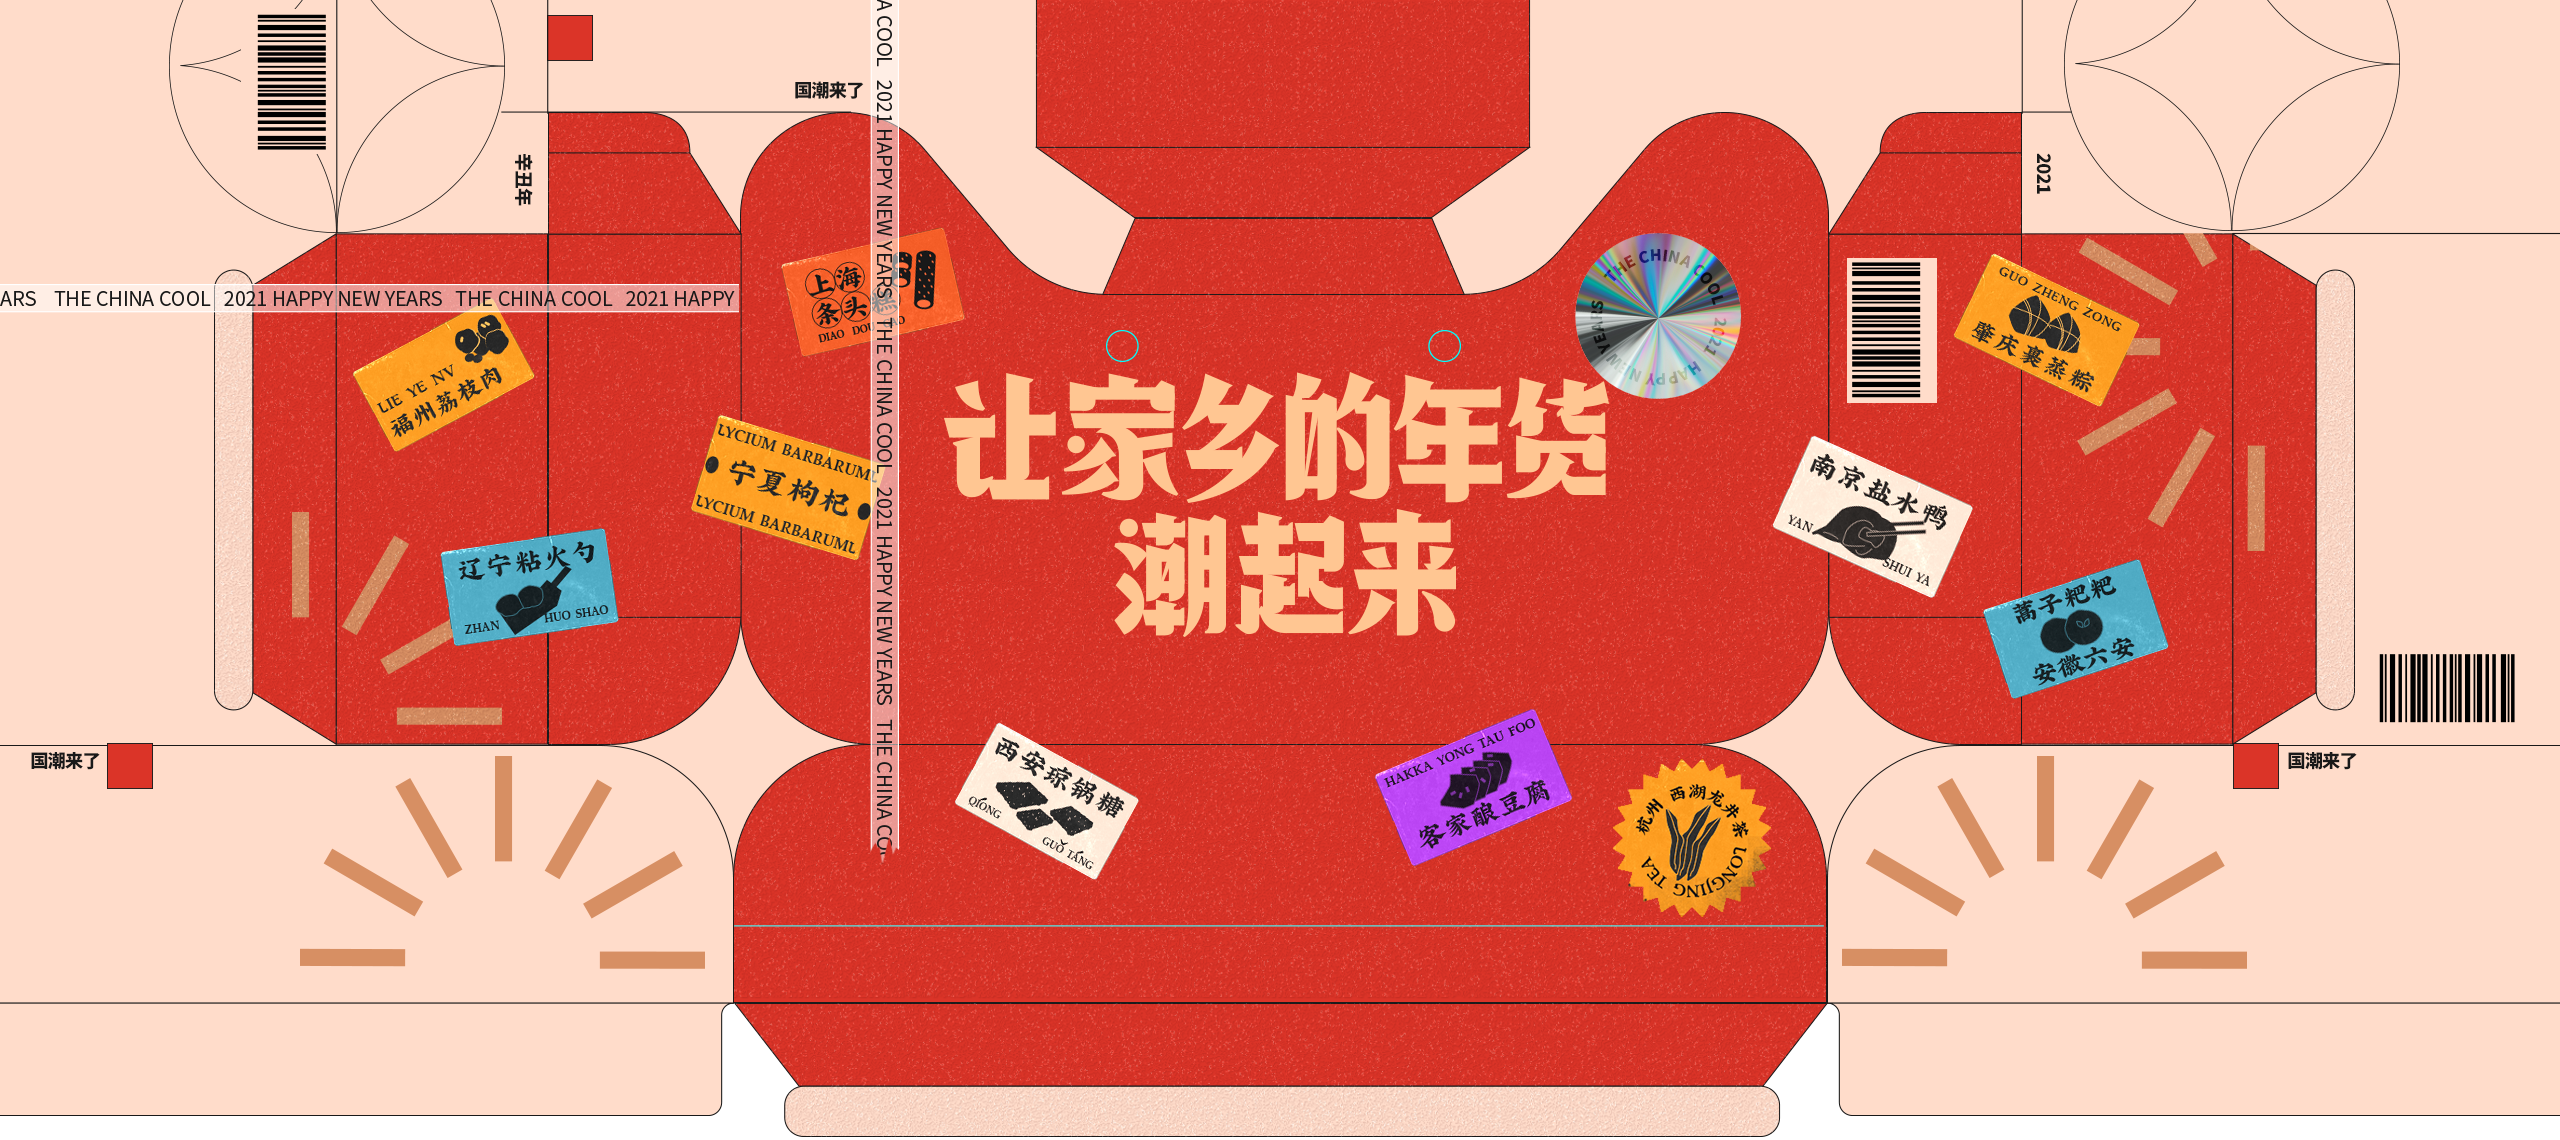 国潮来了
辛丑年
2021
A COOL 2021 HAPPY NEW YEARS THE CHINA COOL 2021 HAPPY NEW YEARS THE CHINA CO
ARS THE CHINA COOL 2021 HAPPY NEW YEARS THE CHINA COOL 2021 HAPPY
上海
条头糕
DIAO DOU AO
THE CHINA COOL 2021 HAPPY NEW YEARS
GUO ZHENG ZONG
肇庆裹蒸粽
LIE YE NV
福州荔枝肉
让家乡的年货
潮起来
LYCIUM BARBARUML
宁夏枸杞
LYCIUM BARBARUML
南京盐水鸭
YAN
SHUI YA
辽宁粘火勺
ZHAN
HUO SHAO
蒿子粑粑
安徽六安
国潮来了
国潮来了
西安琼锅糖
QIONG
GUǑ TÁNG
HAKKA YONG TAU FOO
客家酿豆腐
杭州 西湖龙井茶
LONGJING TEA